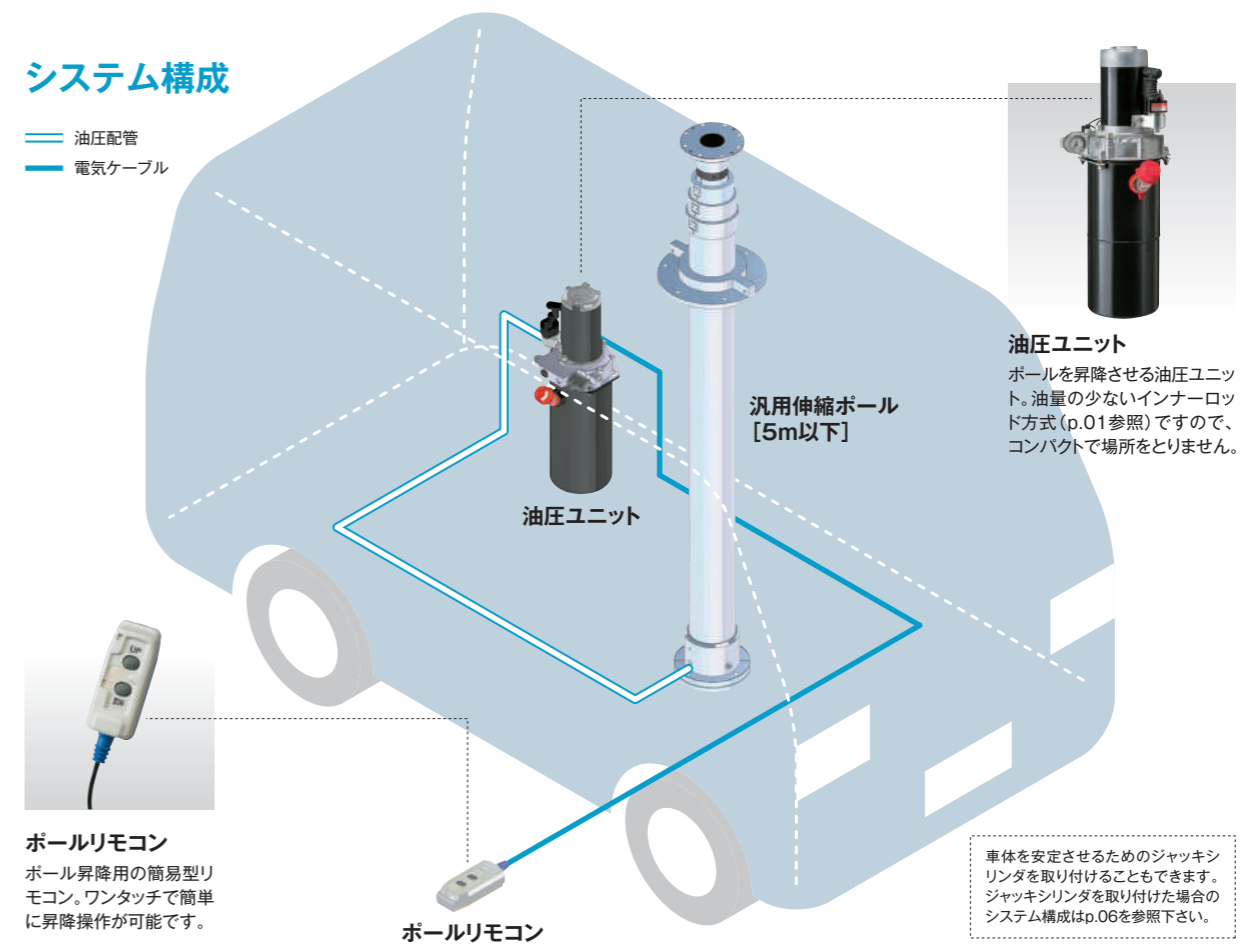 システム構成
油圧配管
電気ケーブル
油圧ユニット
ポールを昇降させる油圧ユニッ
ト。油量の少ないインナーロッ
ド方式（p.01参照）ですので、
コンパクトで場所をとりません。
汎用伸縮ポール
［5m以下］
油圧ユニット
UP
ポールリモコン
ポール昇降用の簡易型リ
モコン。ワンタッチで簡単
に昇降操作が可能です。
ポールリモコン
車体を安定させるためのジャッキシ
リンダを取り付けることもできます。
ジャッキシリンダを取り付けた場合の
システム構成はp.06を参照下さい。